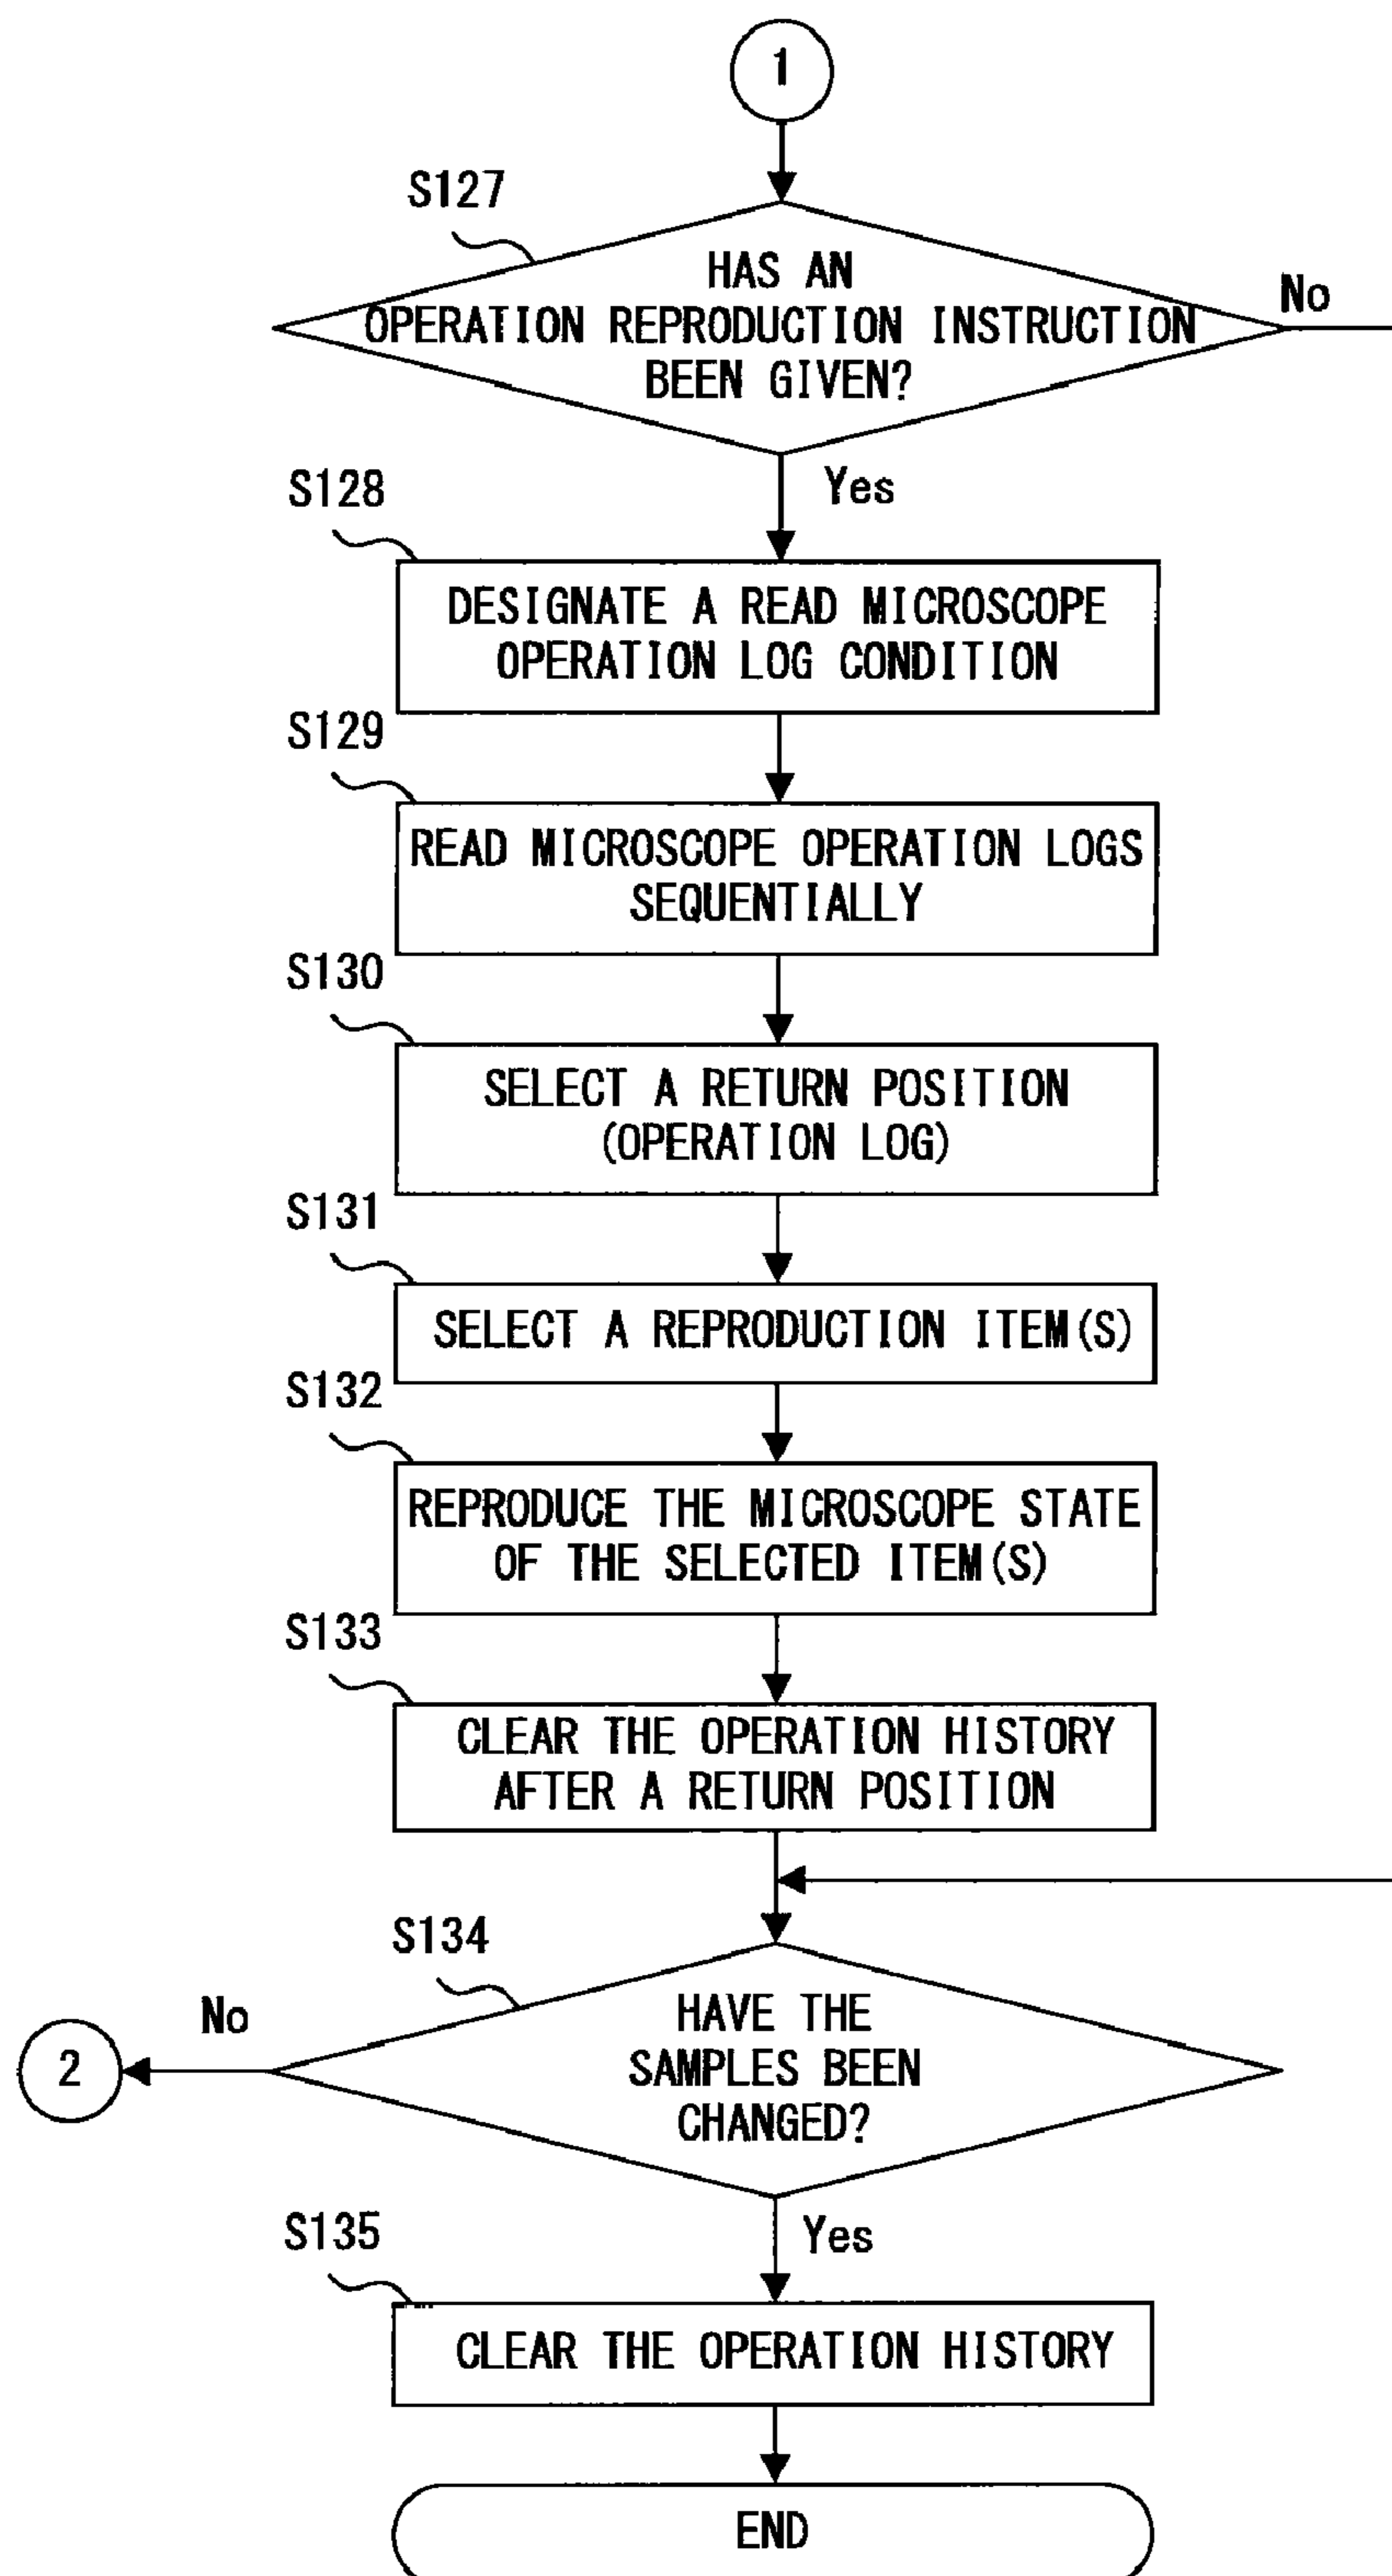 1
S127
HAS AN
OPERATION REPRODUCTION INSTRUCTION
BEEN GIVEN?
No
Yes
S128
DESIGNATE A READ MICROSCOPE
OPERATION LOG CONDITION
S129
READ MICROSCOPE OPERATION LOGS
SEQUENTIALLY
S130
SELECT A RETURN POSITION
(OPERATION LOG)
S131
SELECT A REPRODUCTION ITEM(S)
S132
REPRODUCE THE MICROSCOPE STATE
OF THE SELECTED ITEM(S)
S133
CLEAR THE OPERATION HISTORY
AFTER A RETURN POSITION
S134
No
2
HAVE THE
SAMPLES BEEN
CHANGED?
Yes
S135
CLEAR THE OPERATION HISTORY
END